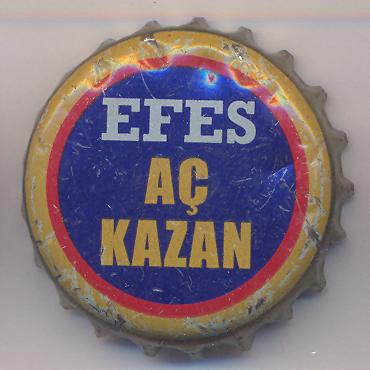 EFES
AÇ
KAZAN